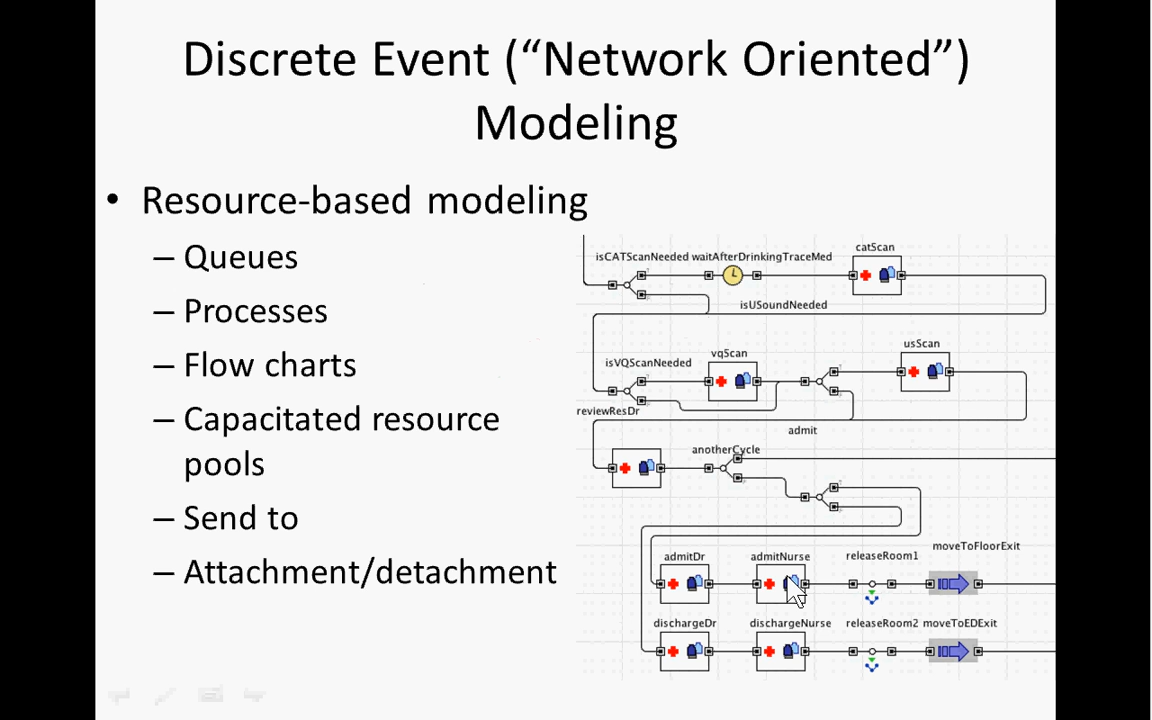 Discrete Event (“Network Oriented”)
Modeling
• Resource-based modeling
– Queues
– Processes
– Flow charts
– Capacitated resource
pools
– Send to
– Attachment/detachment
catScan
isCATScanNeeded waitAfterDrinkingTraceMed
isUSoundNeeded
usScan
vqScan
isVQScanNeeded
reviewResDr
admit
anotherCycle
moveToFloorExit
admitDr admitNurse releaseRoom1
dischargeDr dischargeNurse releaseRoom2 moveToEDExit